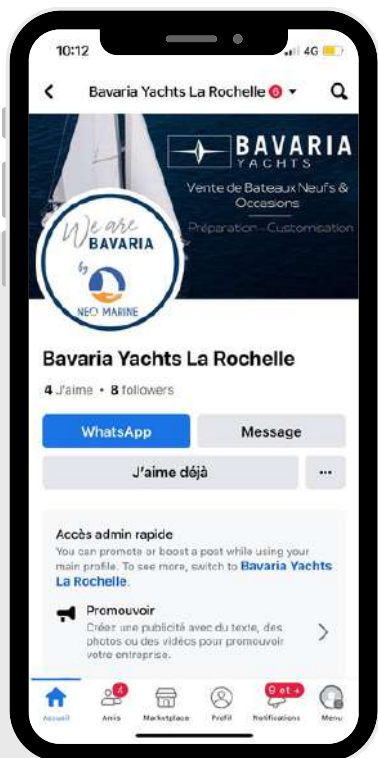 10:12
4G
Bavaria Yachts La Rochelle 6
BAVARIA
YACHTS
Vente de Bateaux Neufs &
Occasions
Préparation - Customisation
We are
BAVARIA
by
NEO MARINE
Bavaria Yachts La Rochelle
4 J'aime • 8 followers
WhatsApp
Message
J'aime déjà
...
Accès admin rapide
You can promote or boost a post while using your
main profile. To see more, switch to Bavaria Yachts
La Rochelle.
Promouvoir
Créez une publicité avec du texte, des
photos ou des vidéos pour promouvoir
votre entreprise.
4
9 et +
Accueil
Amis
Marketplace
Profil
Notifications
Menu